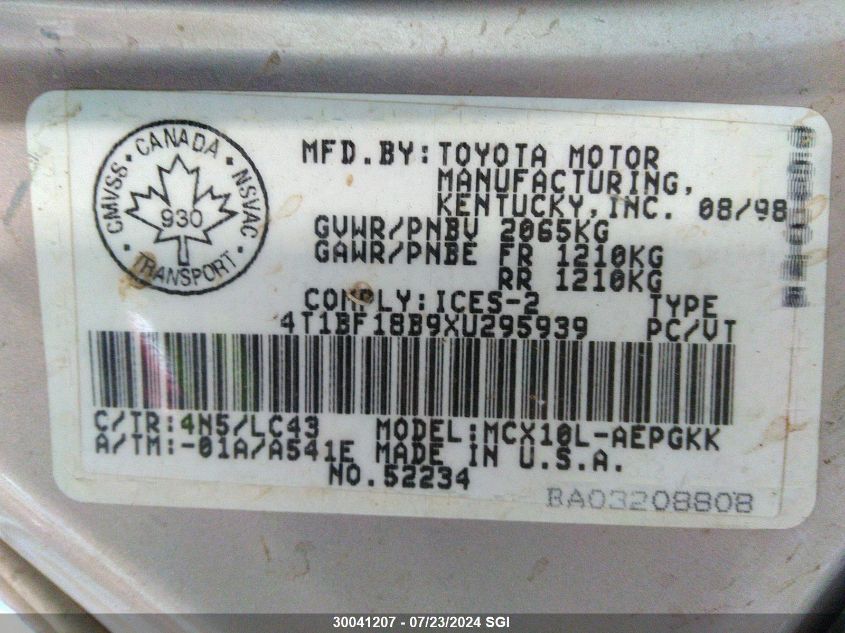 CANADA
CMVSS · NSVAC
930
TRANSPORT
MFD.BY:TOYOTA MOTOR
MANUFACTURING,
KENTUCKY,INC. 08/98
GVWR/PNBV 2065KG
GAWR/PNBE FR 1210KG
RR 1210KG
COMPLY:ICES-2 TYPE
4T1BF18B9XU295939 PC/VT
C/TR:4N5/LC43 MODEL:MCX10L-AEPGKK
A/TM:-01A/A541E MADE IN U.S.A.
NO.52234
BA03208808
30041207 - 07/23/2024 SGI